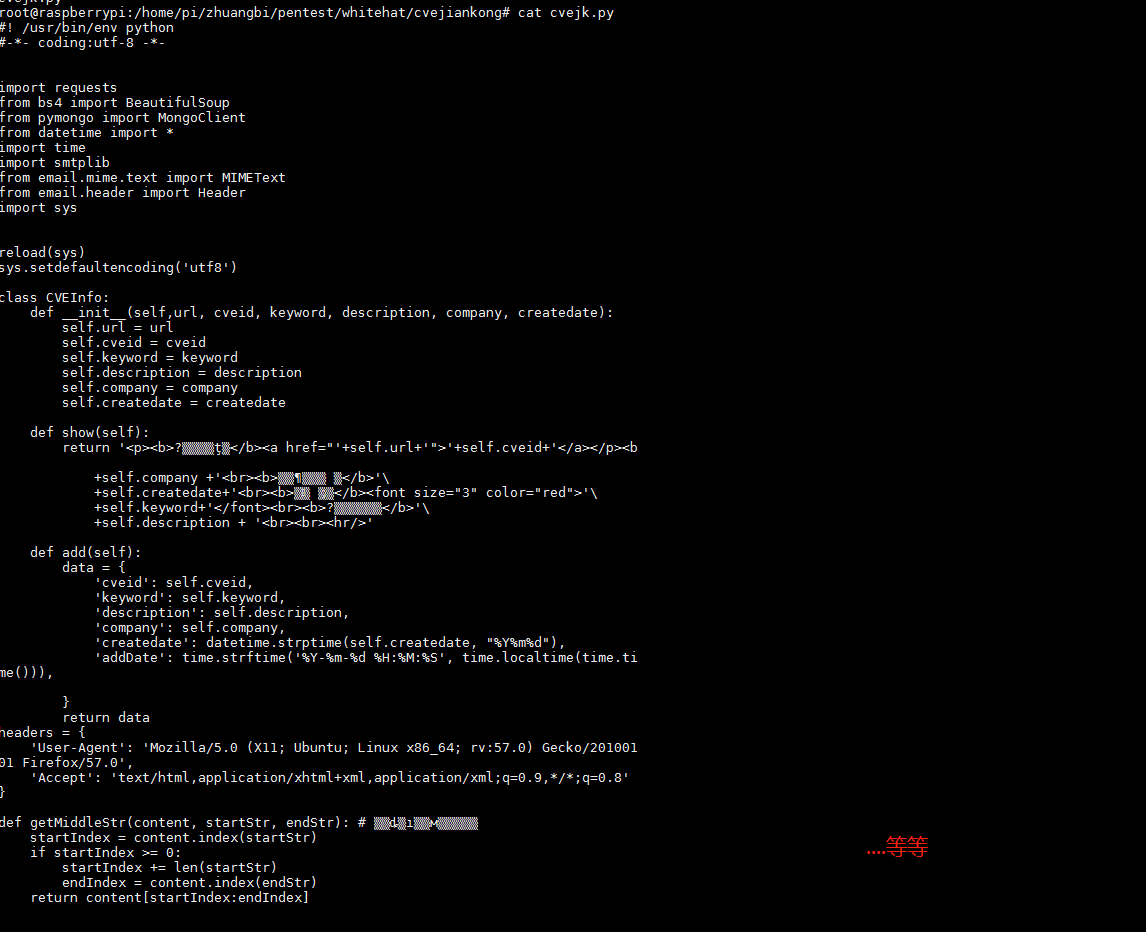 root@raspberrypi:/home/pi/zhuangbi/pentest/whitehat/cvejiankong# cat cvejk.py
#! /usr/bin/env python
#-*- coding:utf-8 -*-
import requests
from bs4 import BeautifulSoup
from pymongo import MongoClient
from datetime import *
import time
import smtplib
from email.mime.text import MIMEText
from email.header import Header
import sys
reload(sys)
sys.setdefaultencoding('utf8')
class CVEInfo:
    def __init__(self,url, cveid, keyword, description, company, createdate):
        self.url = url
        self.cveid = cveid
        self.keyword = keyword
        self.description = description
        self.company = company
        self.createdate = createdate
    def show(self):
        return '<p><b>?</b><a href="'+self.url+'">'+self.cveid+'</a></p><b
            +self.company +'<br><b></b>'\
            +self.createdate+'<br><b></b><font size="3" color="red">'\
            +self.keyword+'</font><br><b>?</b>'\
            +self.description + '<br><br><hr/>'
    def add(self):
        data = {
            'cveid': self.cveid,
            'keyword': self.keyword,
            'description': self.description,
            'company': self.company,
            'createdate': datetime.strptime(self.createdate, "%Y%m%d"),
            'addDate': time.strftime('%Y-%m-%d %H:%M:%S', time.localtime(time.ti
me())),
        }
        return data
headers = {
    'User-Agent': 'Mozilla/5.0 (X11; Ubuntu; Linux x86_64; rv:57.0) Gecko/201001
01 Firefox/57.0',
    'Accept': 'text/html,application/xhtml+xml,application/xml;q=0.9,*/*;q=0.8'
}
def getMiddleStr(content, startStr, endStr): #
    startIndex = content.index(startStr)
    if startIndex >= 0:
        startIndex += len(startStr)
        endIndex = content.index(endStr)
    return content[startIndex:endIndex]
....等等